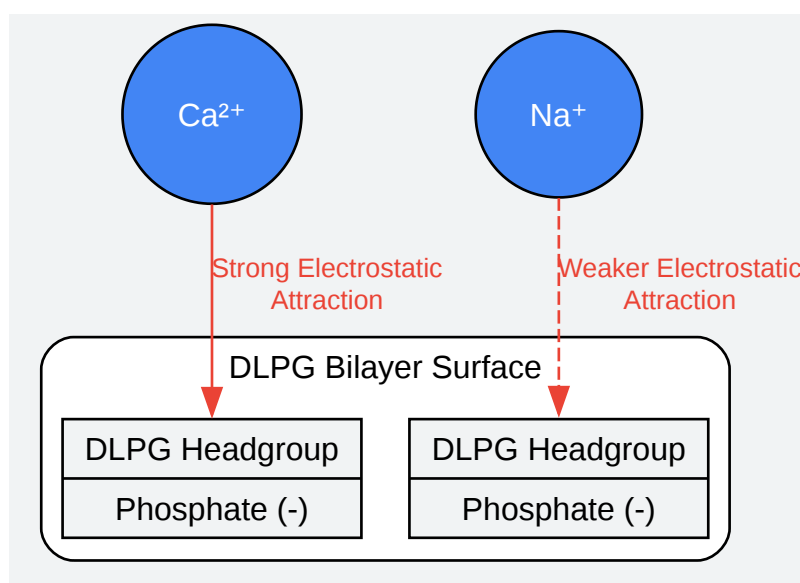 Ca²⁺
Na⁺
Strong Electrostatic
Attraction
Weaker Electrostatic
Attraction
DLPG Bilayer Surface
DLPG Headgroup
Phosphate (-)
DLPG Headgroup
Phosphate (-)